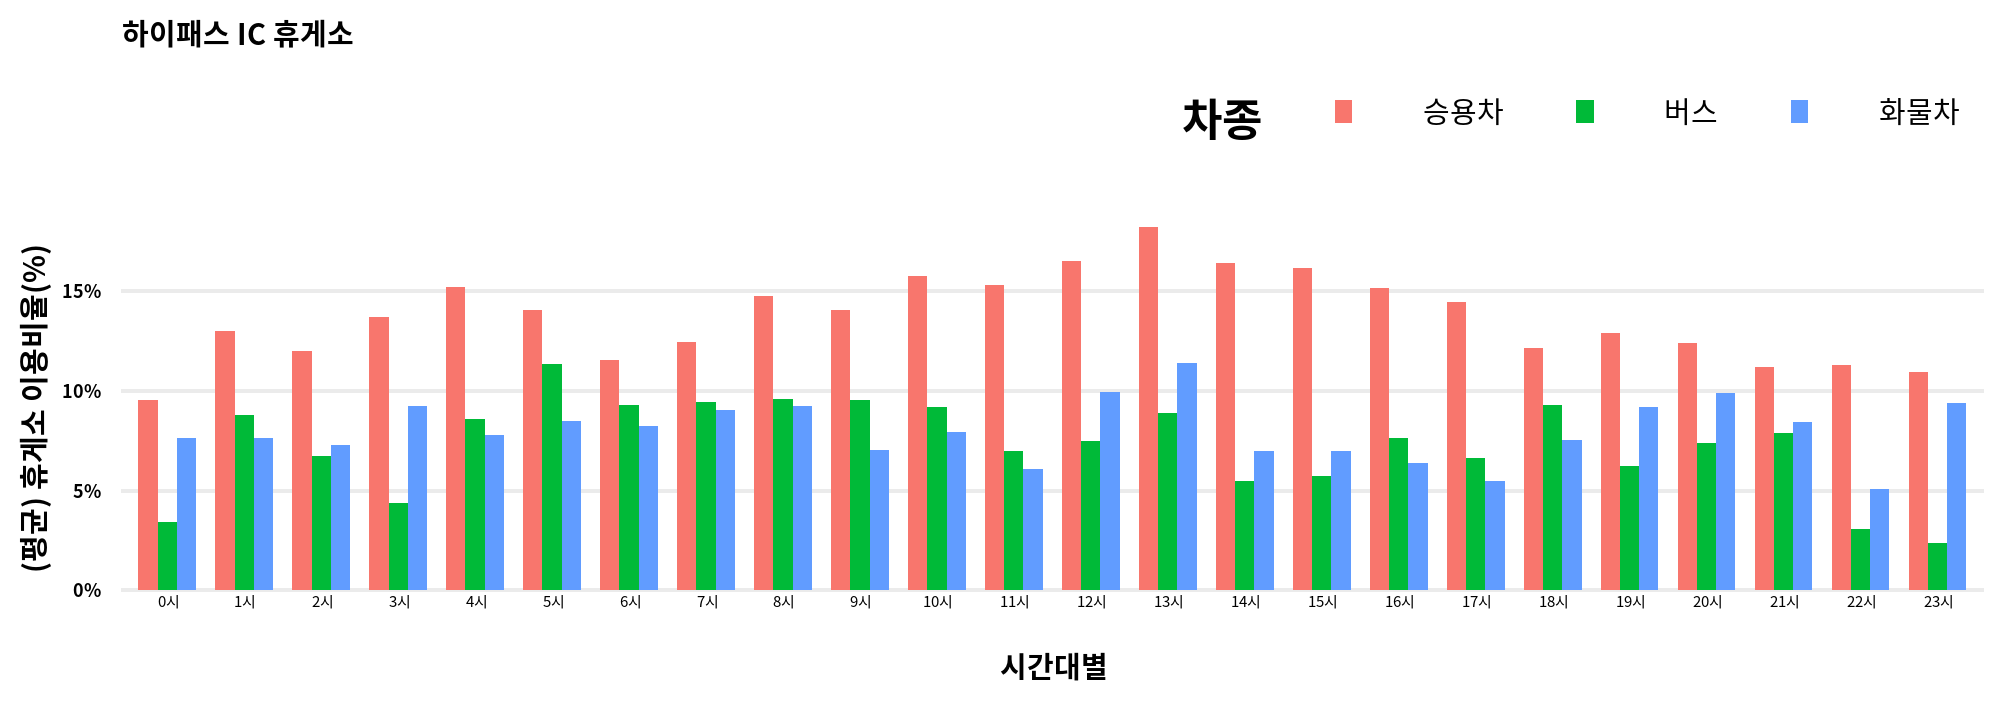 하이패스 IC 휴게소
차종 승용차 버스 화물차
(평균) 휴게소 이용비율(%)
15%
10%
5%
0%
0시 1시 2시 3시 4시 5시 6시 7시 8시 9시 10시 11시 12시 13시 14시 15시 16시 17시 18시 19시 20시 21시 22시 23시
시간대별